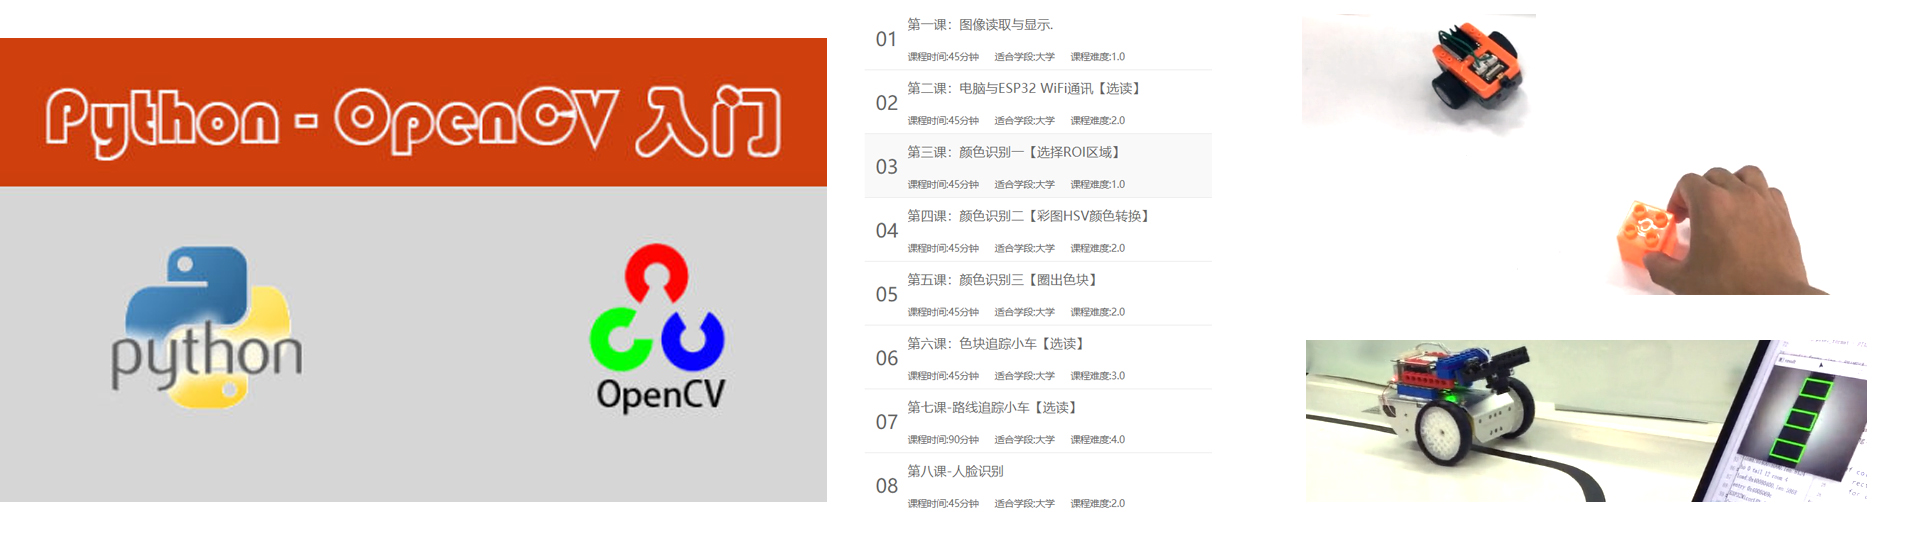 Python - OpenCV 入门
python
OpenCV
01
第一课：图像读取与显示.
课程时间:45分钟 适合学段:大学 课程难度:1.0
02
第二课：电脑与ESP32 WiFi通讯【选读】
课程时间:45分钟 适合学段:大学 课程难度:2.0
03
第三课：颜色识别一【选择ROI区域】
课程时间:45分钟 适合学段:大学 课程难度:1.0
04
第四课：颜色识别二【彩图HSV颜色转换】
课程时间:45分钟 适合学段:大学 课程难度:2.0
05
第五课：颜色识别三【圈出色块】
课程时间:45分钟 适合学段:大学 课程难度:2.0
06
第六课：色块追踪小车【选读】
课程时间:45分钟 适合学段:大学 课程难度:3.0
07
第七课-路线追踪小车【选读】
课程时间:90分钟 适合学段:大学 课程难度:4.0
08
第八课-人脸识别
课程时间:45分钟 适合学段:大学 课程难度:2.0